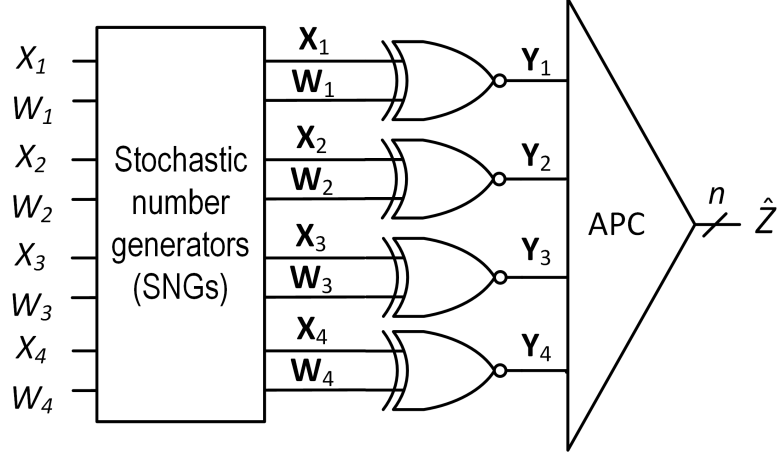 X₁
W₁
X₂
W₂
X₃
W₃
X₄
W₄
Stochastic
number
generators
(SNGs)
X₁
W₁
X₂
W₂
X₃
W₃
X₄
W₄
Y₁
Y₂
Y₃
Y₄
APC
n
Ẑ